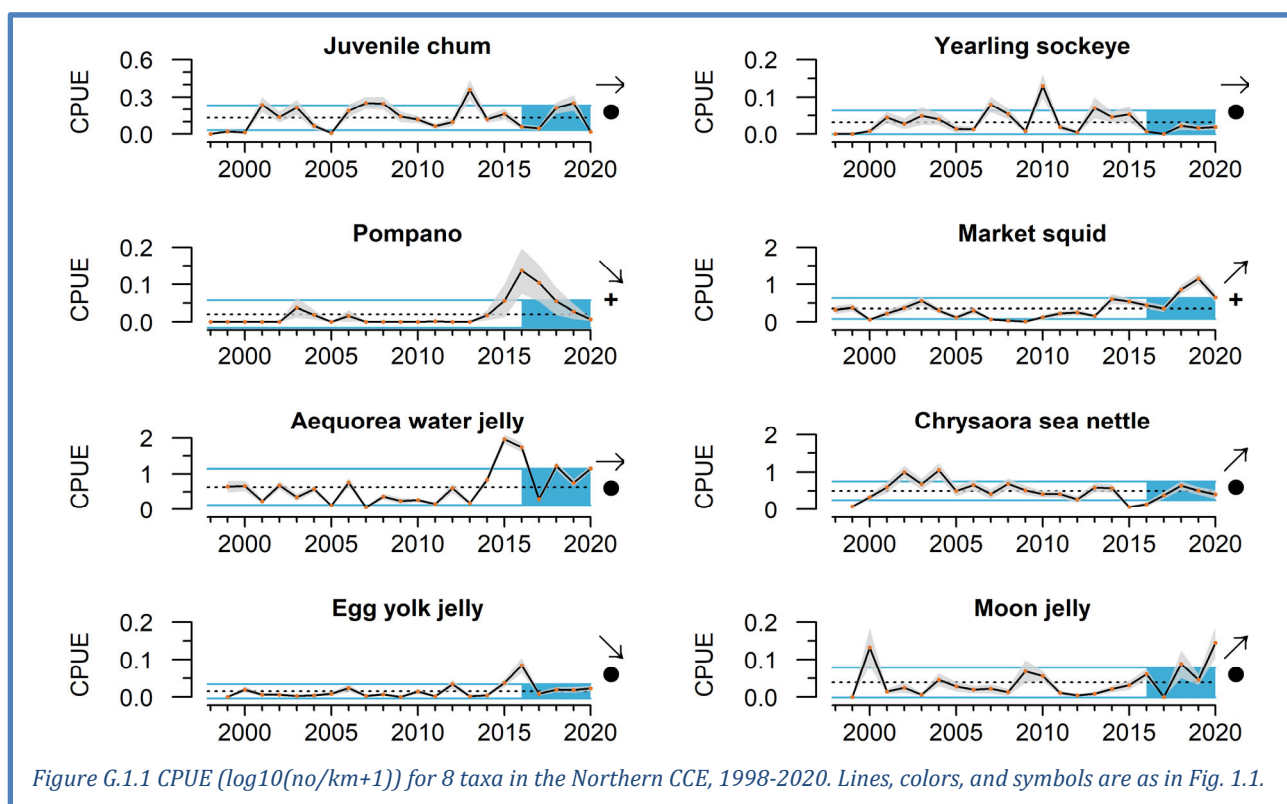 Juvenile chum
CPUE
0.6
0.3
0.0
2000 2005 2010 2015 2020
Yearling sockeye
CPUE
0.2
0.1
0.0
2000 2005 2010 2015 2020
Pompano
CPUE
0.2
0.1
0.0
+
2000 2005 2010 2015 2020
Market squid
CPUE
2
1
0
+
2000 2005 2010 2015 2020
Aequorea water jelly
CPUE
2
1
0
2000 2005 2010 2015 2020
Chrysaora sea nettle
CPUE
2
1
0
2000 2005 2010 2015 2020
Egg yolk jelly
CPUE
0.2
0.1
0.0
2000 2005 2010 2015 2020
Moon jelly
CPUE
0.2
0.1
0.0
2000 2005 2010 2015 2020
Figure G.1.1 CPUE (log10(no/km+1)) for 8 taxa in the Northern CCE, 1998-2020. Lines, colors, and symbols are as in Fig. 1.1.